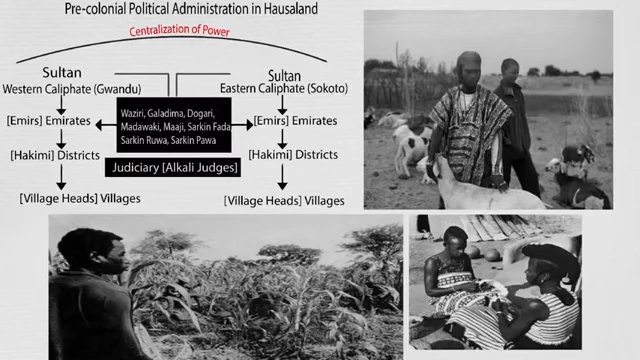 Pre-colonial Political Administration in Hausaland
Centralization of Power
Sultan
Western Caliphate (Gwandu)
[Emirs] Emirates
[Hakimi] Districts
[Village Heads] Villages
Waziri, Galadima, Dogari,
Madawaki, Maaji, Sarkin Fada,
Sarkin Ruwa, Sarkin Pawa
Judiciary [Alkali Judges]
Sultan
Eastern Caliphate (Sokoto)
[Emirs] Emirates
[Hakimi] Districts
[Village Heads] Villages